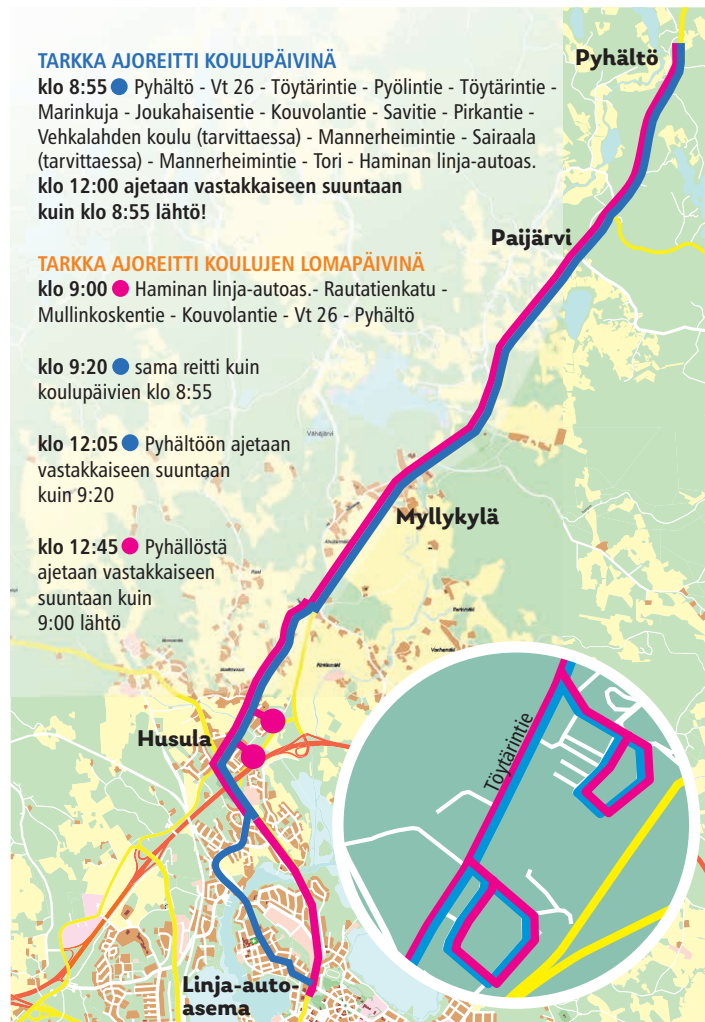 TARKKA AJOREITTI KOULUPÄIVINÄ
klo 8:55 Pyhältö - Vt 26 - Töytärintie - Pyölintie - Töytärintie -
Marinkuja - Joukahaisentie - Kouvolantie - Savitie - Pirkantie -
Vehkalahden koulu (tarvittaessa) - Mannerheimintie - Sairaala
(tarvittaessa) - Mannerheimintie - Tori - Haminan linja-autoas.
klo 12:00 ajetaan vastakkaiseen suuntaan
kuin klo 8:55 lähtö!
TARKKA AJOREITTI KOULUJEN LOMAPÄIVINÄ
klo 9:00 Haminan linja-autoas.- Rautatienkatu -
Mullinkoskentie - Kouvolantie - Vt 26 - Pyhältö
klo 9:20 sama reitti kuin
koulupäivien klo 8:55
klo 12:05 Pyhältöön ajetaan
vastakkaiseen suuntaan
kuin 9:20
klo 12:45 Pyhällöstä
ajetaan vastakkaiseen
suuntaan kuin
9:00 lähtö
Pyhältö
Paijärvi
Vähäjärvi
Myllykylä
Husula
Töytärintie
Linja-auto-
asema